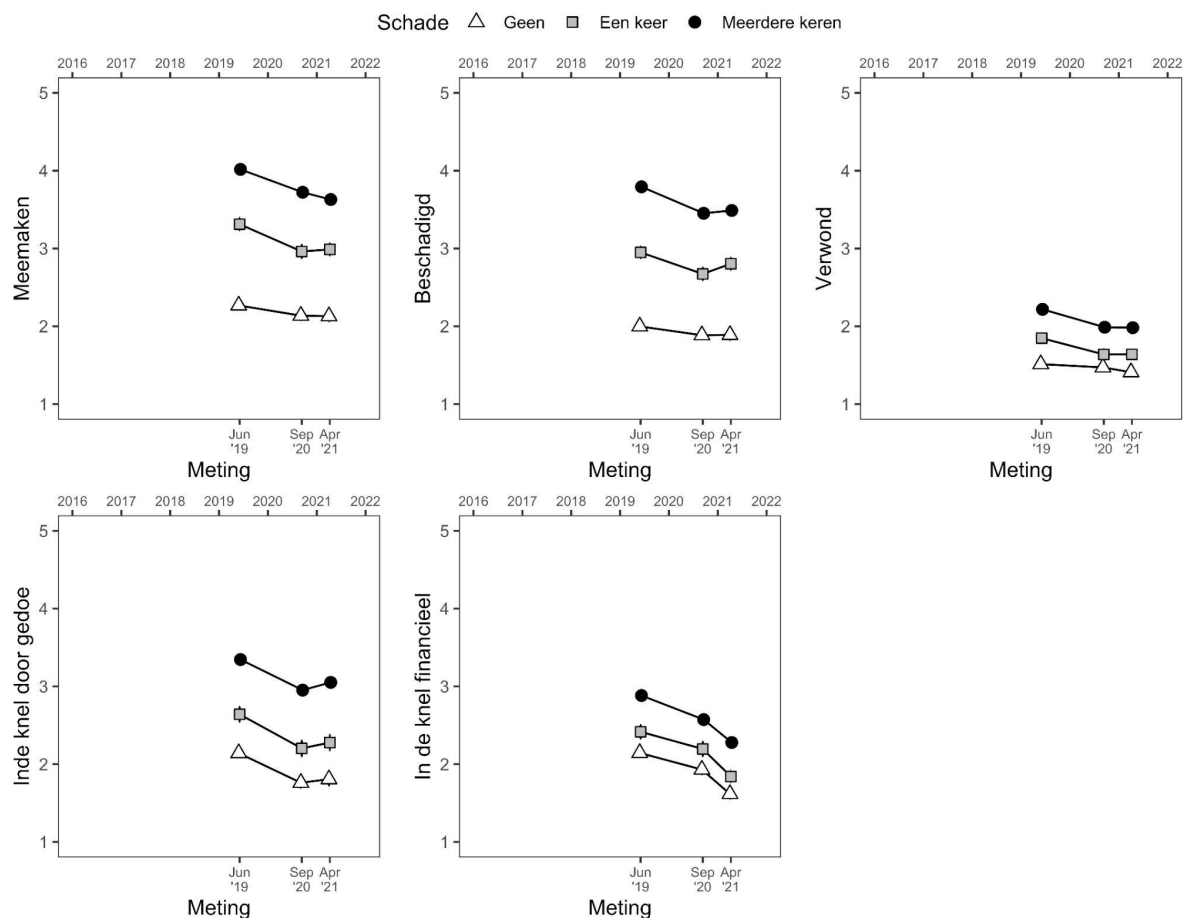 Schade Geen Een keer Meerdere keren
2016 2017 2018 2019 2020 2021 2022
5
4
3
2
1
Meemaken
Jun '19
Sep '20
Apr '21
Meting
2016 2017 2018 2019 2020 2021 2022
5
4
3
2
1
Beschadigd
Jun '19
Sep '20
Apr '21
Meting
2016 2017 2018 2019 2020 2021 2022
5
4
3
2
1
Verwond
Jun '19
Sep '20
Apr '21
Meting
2016 2017 2018 2019 2020 2021 2022
5
4
3
2
1
Inde knel door gedoe
Jun '19
Sep '20
Apr '21
Meting
2016 2017 2018 2019 2020 2021 2022
5
4
3
2
1
In de knel financieel
Jun '19
Sep '20
Apr '21
Meting